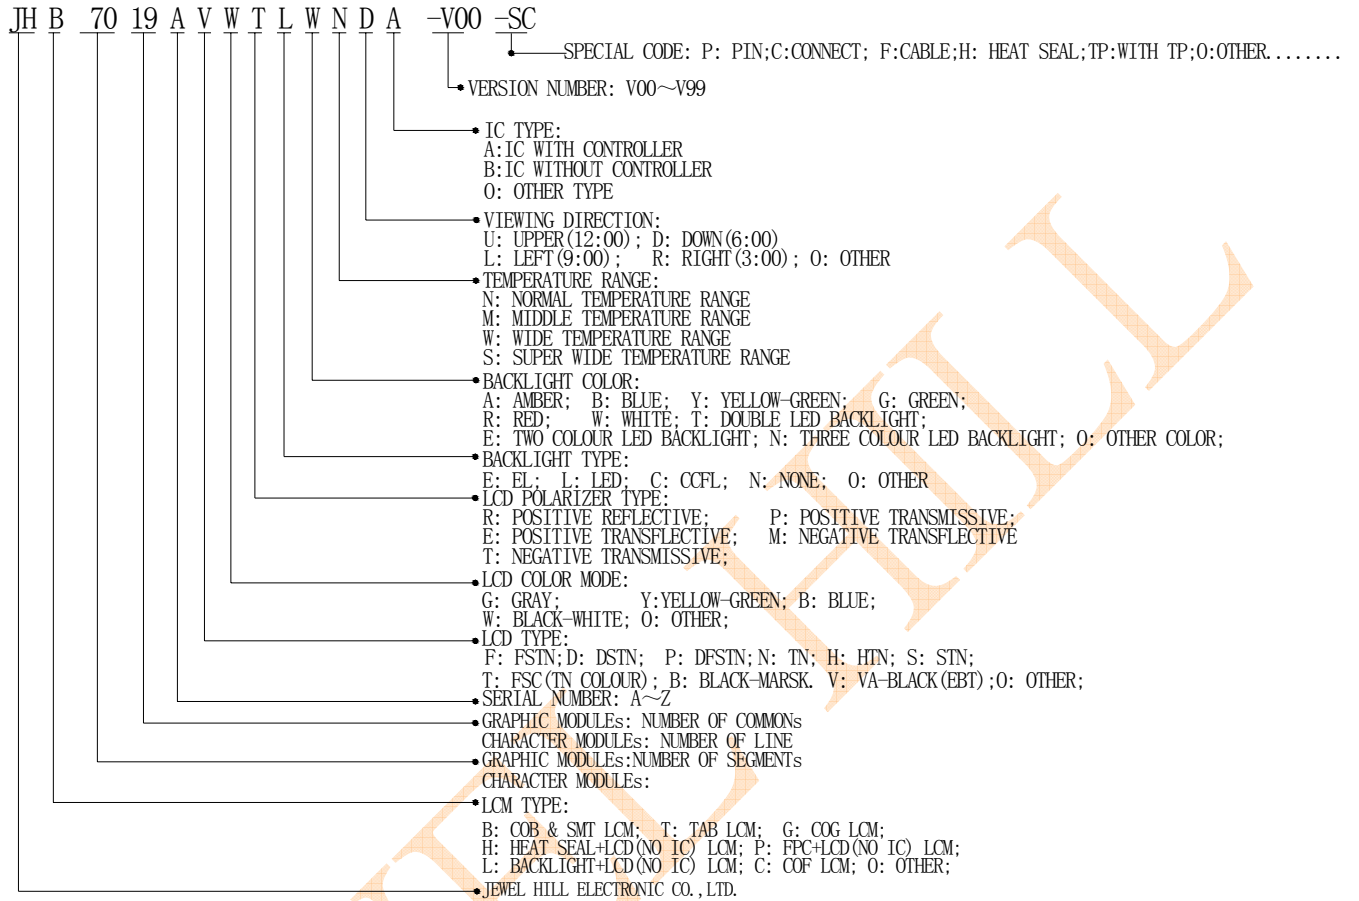 JH B 70 19 A V W T L W N D A -V00 -SC
SPECIAL CODE: P: PIN;C:CONNECT; F:CABLE;H: HEAT SEAL;TP:WITH TP;O:OTHER........
VERSION NUMBER: V00～V99
IC TYPE:
A:IC WITH CONTROLLER
B:IC WITHOUT CONTROLLER
O: OTHER TYPE
VIEWING DIRECTION:
U: UPPER(12:00); D: DOWN(6:00)
L: LEFT(9:00); R: RIGHT(3:00); O: OTHER
TEMPERATURE RANGE:
N: NORMAL TEMPERATURE RANGE
M: MIDDLE TEMPERATURE RANGE
W: WIDE TEMPERATURE RANGE
S: SUPER WIDE TEMPERATURE RANGE
BACKLIGHT COLOR:
A: AMBER; B: BLUE; Y: YELLOW-GREEN; G: GREEN;
R: RED; W: WHITE; T: DOUBLE LED BACKLIGHT;
E: TWO COLOUR LED BACKLIGHT; N: THREE COLOUR LED BACKLIGHT; O: OTHER COLOR;
BACKLIGHT TYPE:
E: EL; L: LED; C: CCFL; N: NONE; O: OTHER
LCD POLARIZER TYPE:
R: POSITIVE REFLECTIVE; P: POSITIVE TRANSMISSIVE;
E: POSITIVE TRANSFLECTIVE; M: NEGATIVE TRANSFLECTIVE
T: NEGATIVE TRANSMISSIVE;
LCD COLOR MODE:
G: GRAY; Y:YELLOW-GREEN; B: BLUE;
W: BLACK-WHITE; O: OTHER;
LCD TYPE:
F: FSTN;D: DSTN; P: DFSTN;N: TN; H: HTN; S: STN;
T: FSC(TN COLOUR); B: BLACK-MARSK. V: VA-BLACK(EBT);O: OTHER;
SERIAL NUMBER: A～Z
GRAPHIC MODULEs: NUMBER OF COMMONs
CHARACTER MODULEs: NUMBER OF LINE
GRAPHIC MODULEs:NUMBER OF SEGMENTs
CHARACTER MODULEs:
LCM TYPE:
B: COB & SMT LCM; T: TAB LCM; G: COG LCM;
H: HEAT SEAL+LCD(NO IC) LCM; P: FPC+LCD(NO IC) LCM;
L: BACKLIGHT+LCD(NO IC) LCM; C: COF LCM; O: OTHER;
JEWEL HILL ELECTRONIC CO.,LTD.
EL HILL